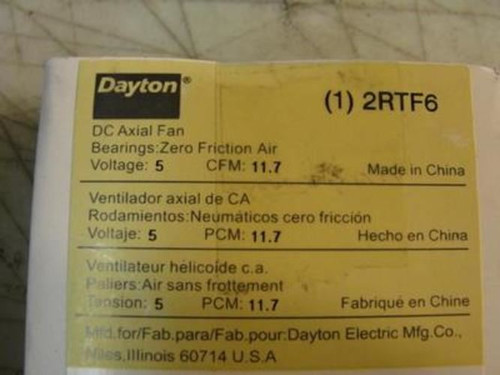 Dayton®
(1) 2RTF6
DC Axial Fan
Bearings:Zero Friction Air
Voltage: 5 CFM: 11.7 Made in China
Ventilador axial de CA
Rodamientos:Neumáticos cero fricción
Voltaje: 5 PCM: 11.7 Hecho en China
Ventilateur hélicoïde c.a.
Paliers:Air sans frottement
Tension: 5 PCM: 11.7 Fabriqué en Chine
Mfd.for/Fab.para/Fab.pour:Dayton Electric Mfg.Co.,
Niles,Illinois 60714 U.S.A